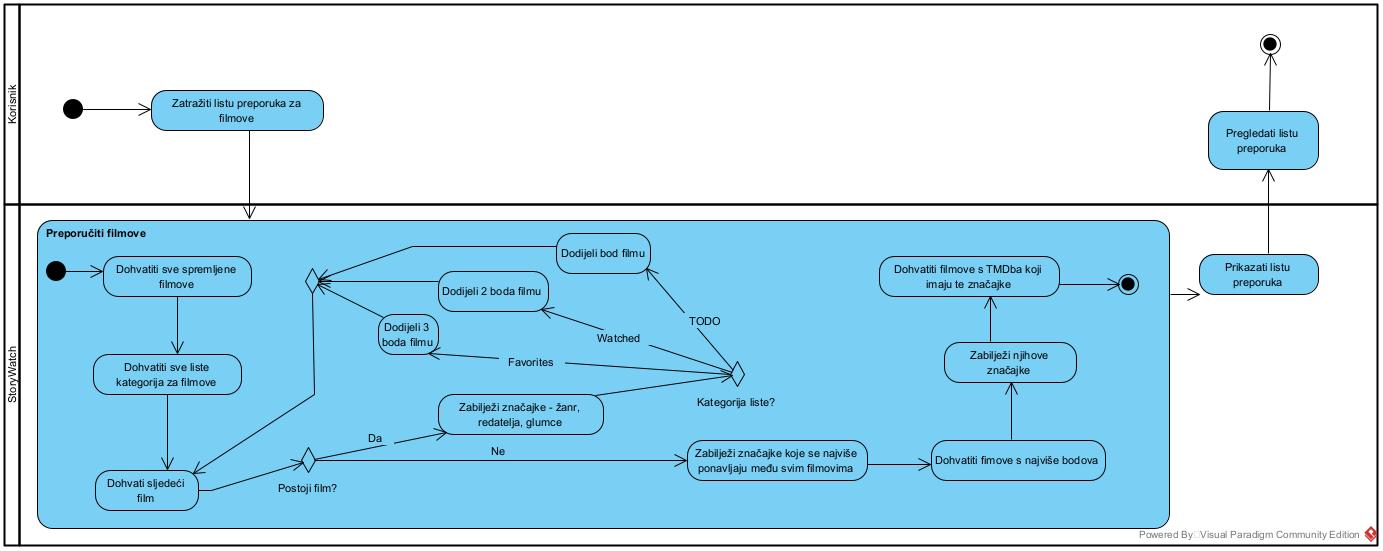 Korisnik
Zatražiti listu preporuka za
filmove
Pregledati listu
preporuka
StoryWatch
Preporučiti filmove
Dohvatiti sve spremljene
filmove
Dodijeli bod filmu
Dodijeli 2 boda filmu
Dodijeli 3
boda filmu
TODO
Watched
Favorites
Dohvatiti filmove s TMDba koji
imaju te značajke
Prikazati listu
preporuka
Dohvatiti sve liste
kategorija za filmove
Zabilježi njihove
značajke
Kategorija liste?
Zabilježi značajke - žanr,
redatelja, glumce
Da
Ne
Zabilježi značajke koje se najviše
ponavljaju među svim filmovima
Dohvatiti fimove s najviše bodova
Dohvati sljedeći
film
Postoji film?
Powered By Visual Paradigm Community Edition